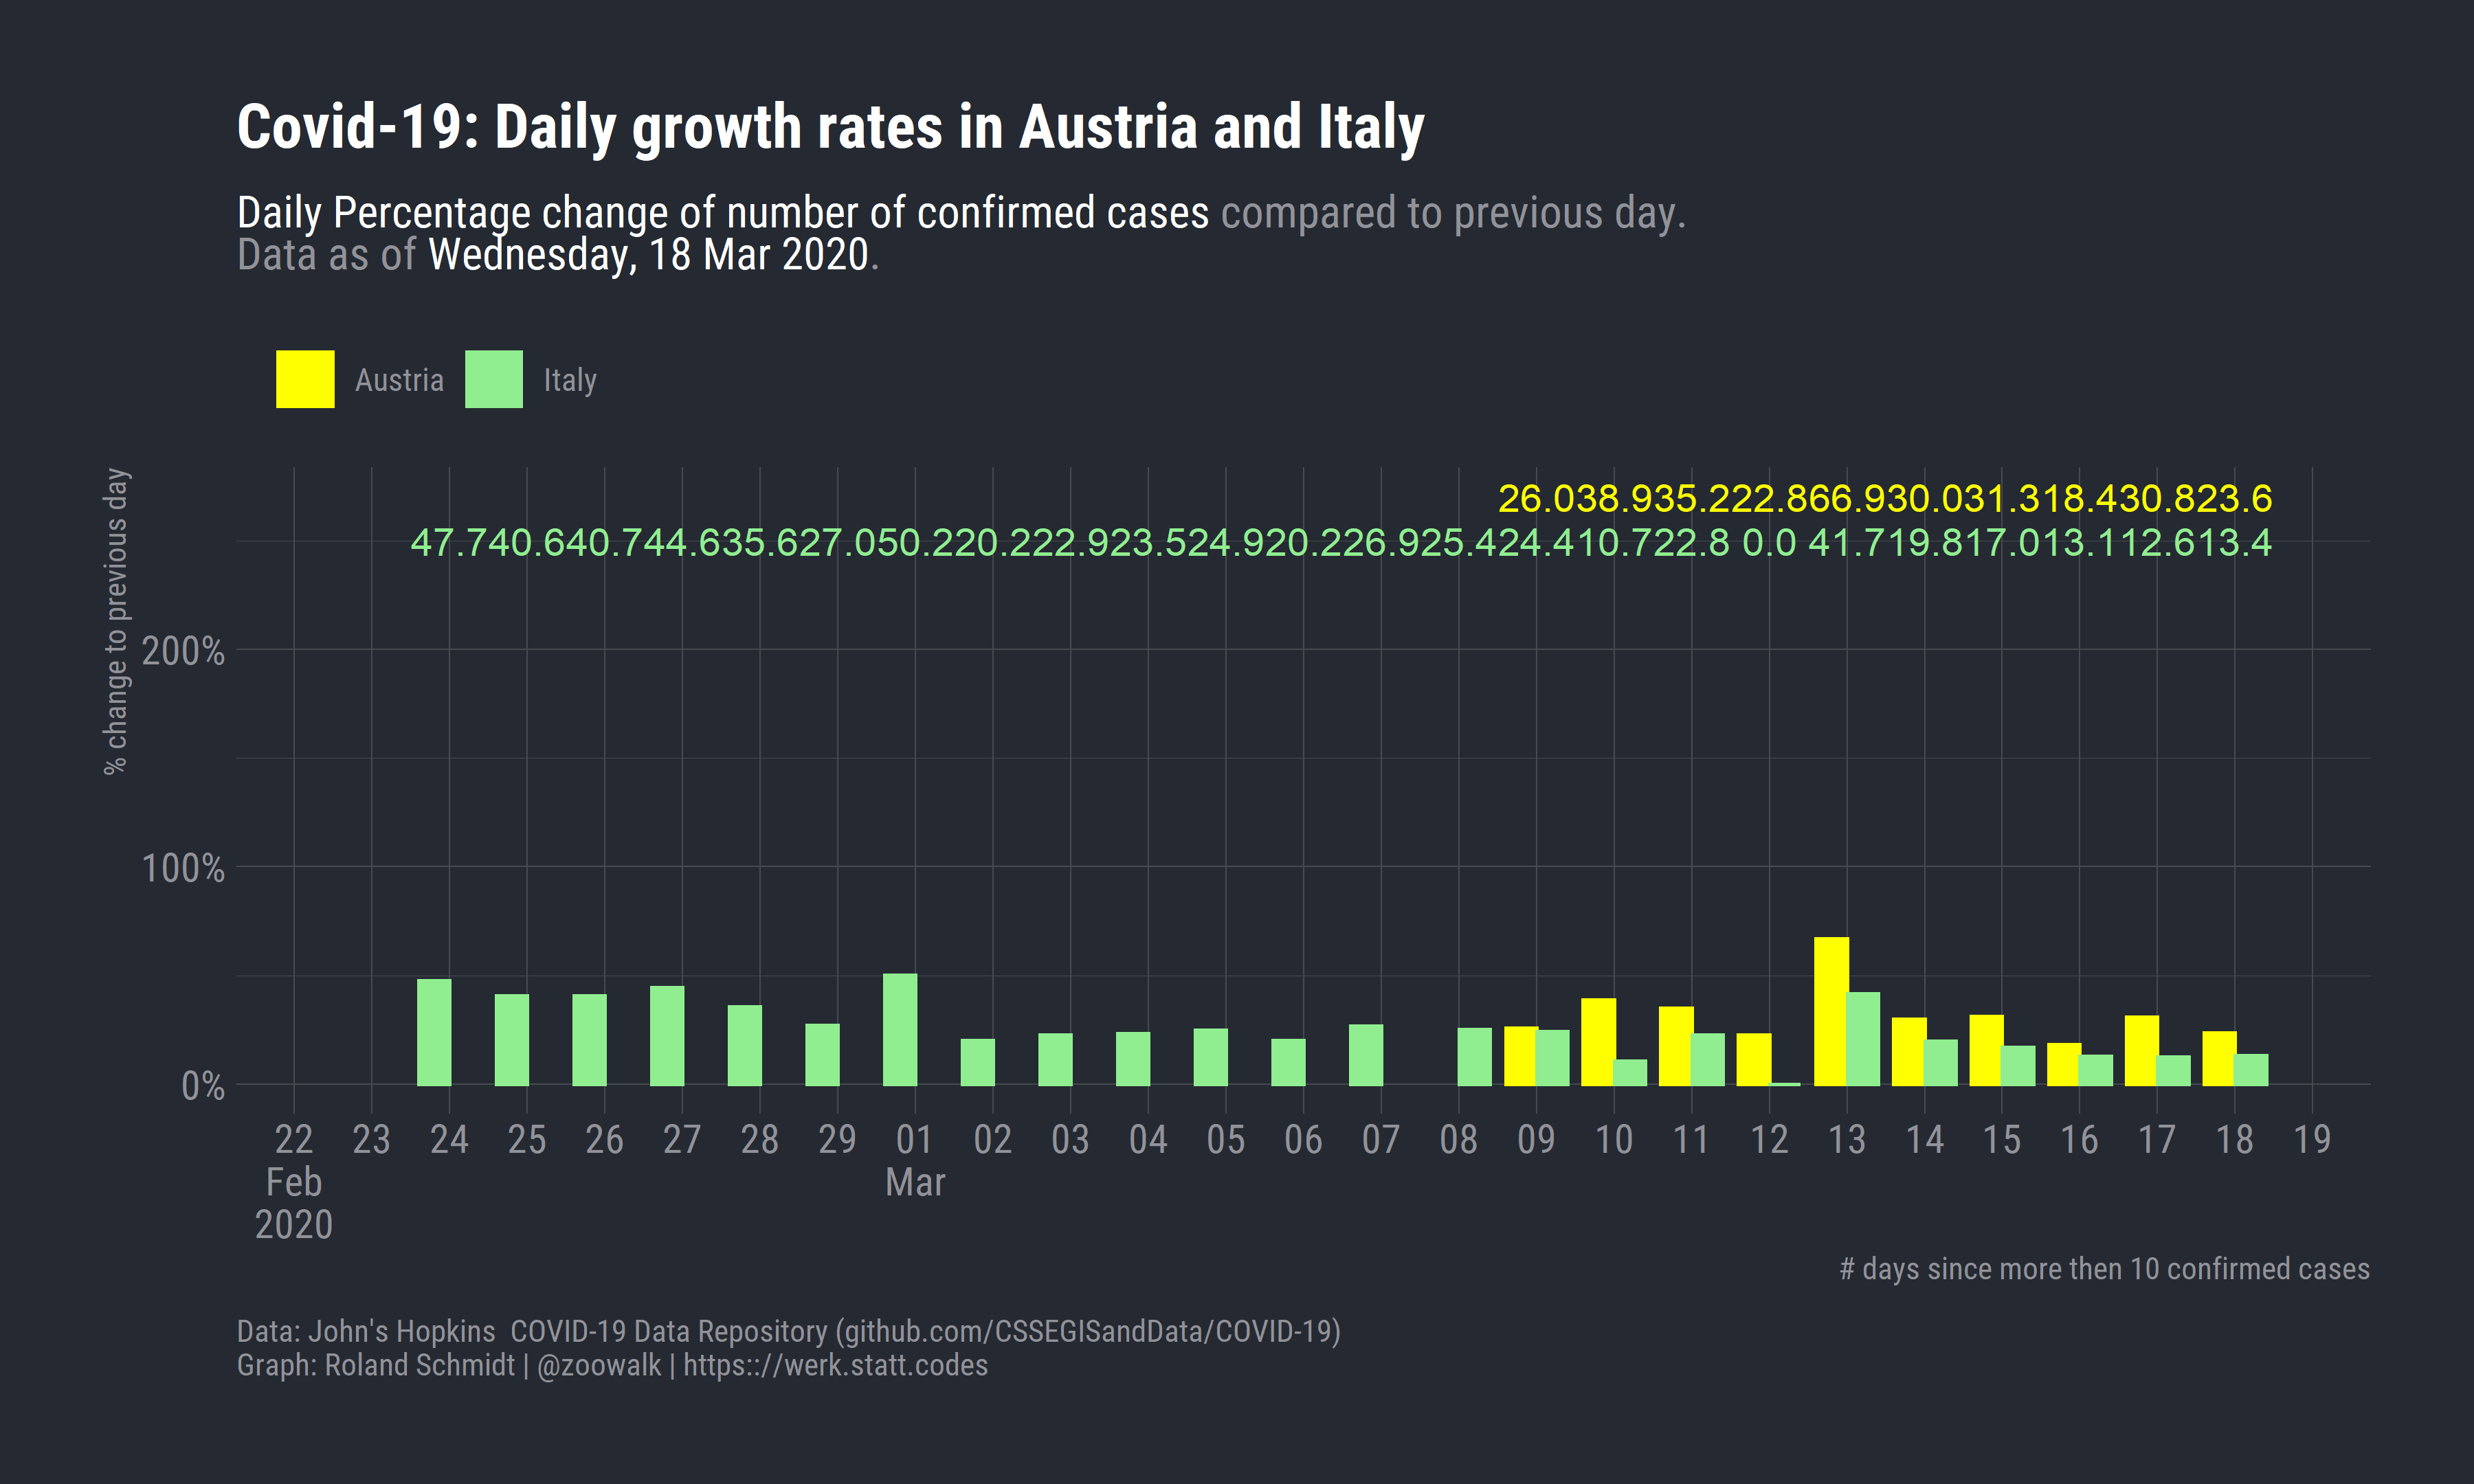 Covid-19: Daily growth rates in Austria and Italy
Daily Percentage change of number of confirmed cases compared to previous day.
Data as of Wednesday, 18 Mar 2020.
Austria Italy
% change to previous day
26.038.935.222.866.930.031.318.430.823.6
47.740.640.744.635.627.050.220.222.923.524.920.226.925.424.410.722.8 0.0 41.719.817.013.112.613.4
200%
100%
0%
22 23 24 25 26 27 28 29 01 02 03 04 05 06 07 08 09 10 11 12 13 14 15 16 17 18 19
Feb Mar
2020
# days since more then 10 confirmed cases
Data: John's Hopkins  COVID-19 Data Repository (github.com/CSSEGISandData/COVID-19)
Graph: Roland Schmidt | @zoowalk | https:://werk.statt.codes